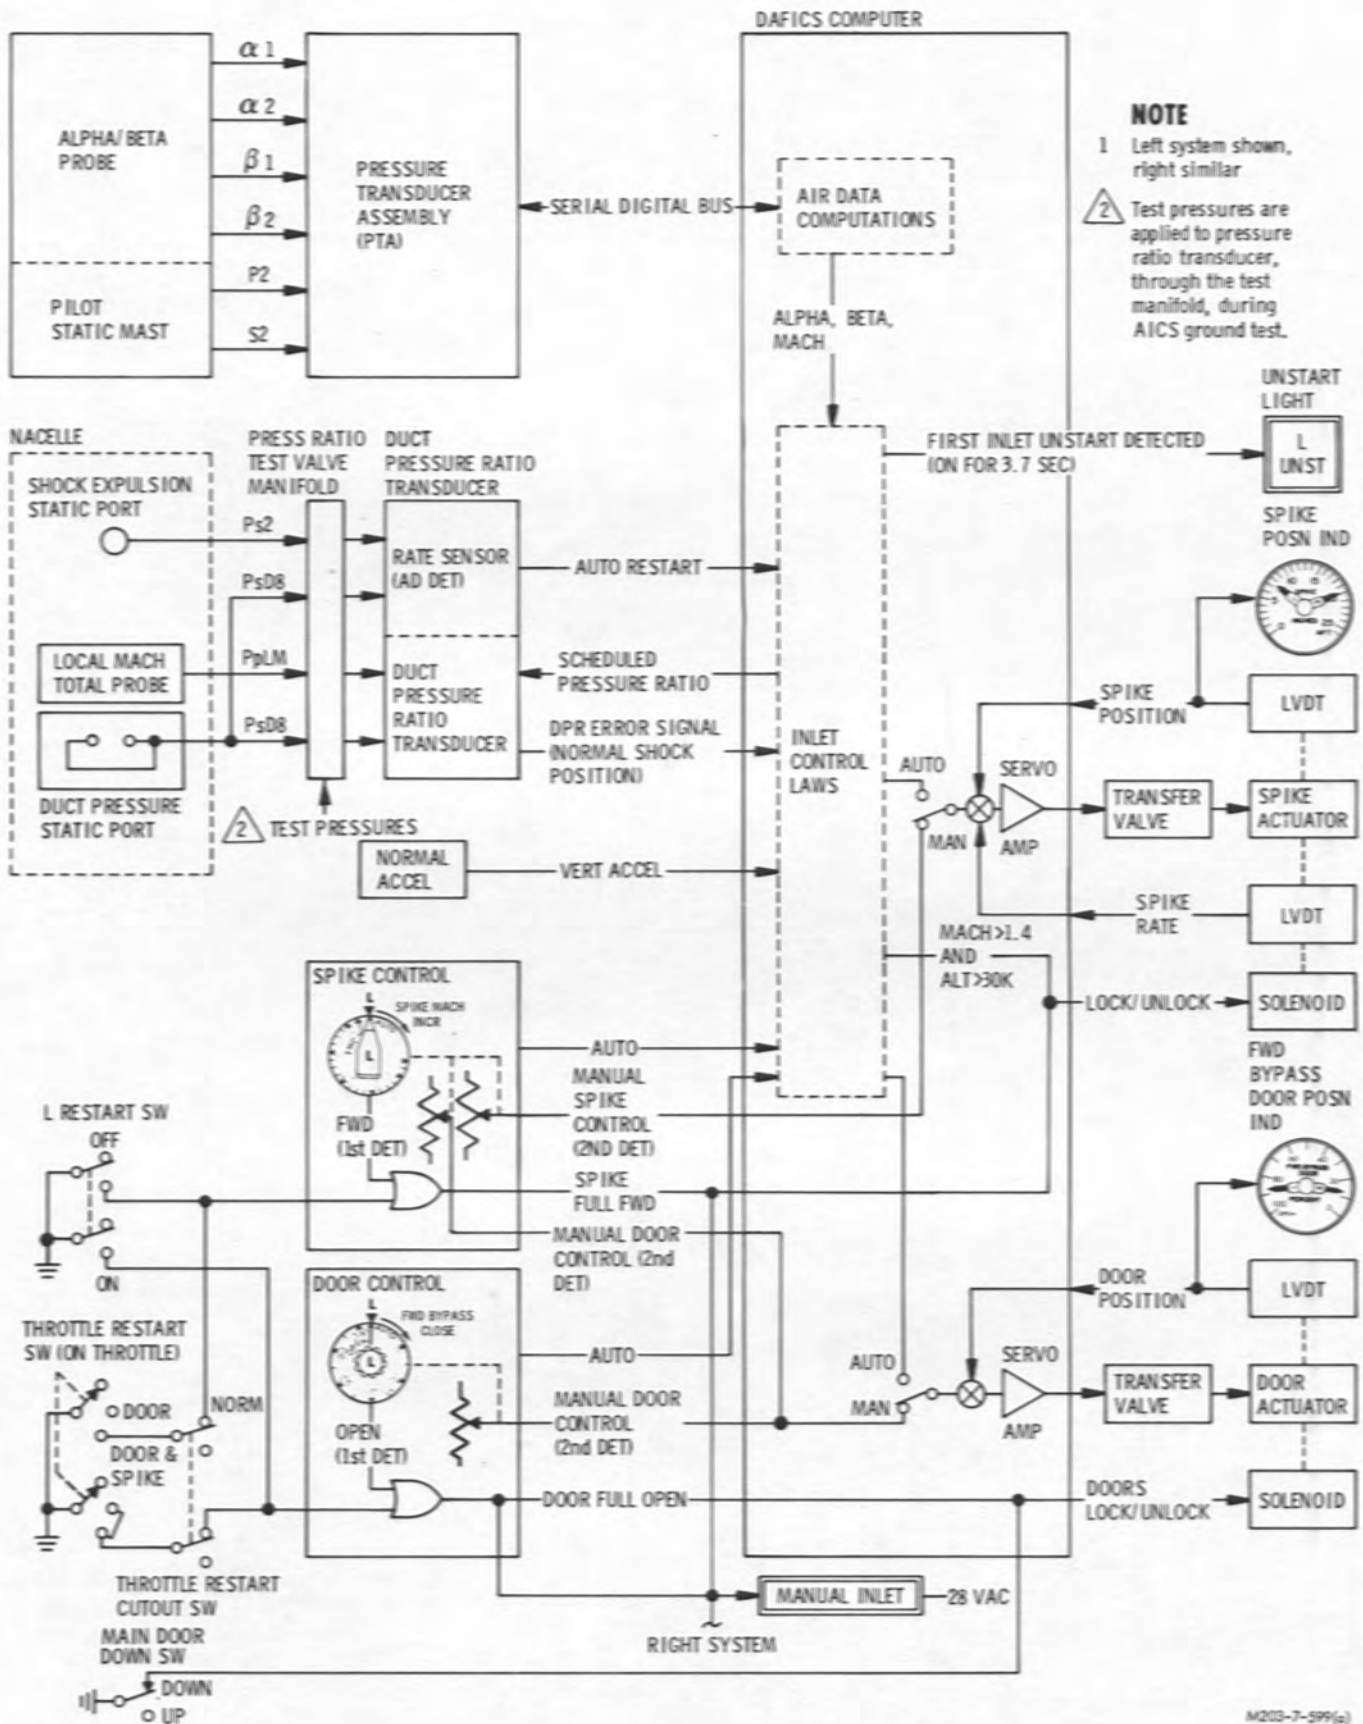 DAFICS COMPUTER
ALPHA/BETA
PROBE
PILOT
STATIC MAST
α1
α2
β1
β2
P2
S2
PRESSURE
TRANSDUCER
ASSEMBLY
(PTA)
SERIAL DIGITAL BUS
AIR DATA
COMPUTATIONS
ALPHA, BETA,
MACH
NOTE
1 Left system shown,
right similar
2 Test pressures are
applied to pressure
ratio transducer,
through the test
manifold, during
AICS ground test.
UNSTART
LIGHT
L
UNST
FIRST INLET UNSTART DETECTED
(ON FOR 3.7 SEC)
NACELLE
SHOCK EXPULSION
STATIC PORT
LOCAL MACH
TOTAL PROBE
DUCT PRESSURE
STATIC PORT
PRESS RATIO
TEST VALVE
MANIFOLD
Ps2
PsD8
PpLM
PsD8
2 TEST PRESSURES
DUCT
PRESSURE RATIO
TRANSDUCER
RATE SENSOR
(AD DET)
DUCT
PRESSURE
RATIO
TRANSDUCER
AUTO RESTART
SCHEDULED
PRESSURE RATIO
DPR ERROR SIGNAL
(NORMAL SHOCK
POSITION)
NORMAL
ACCEL
VERT ACCEL
INLET
CONTROL
LAWS
SPIKE
POSN IND
SPIKE
POSITION
LVDT
AUTO
MAN
SERVO
AMP
TRANSFER
VALVE
SPIKE
ACTUATOR
SPIKE
RATE
LVDT
MACH>1.4
AND
ALT>30K
LOCK/UNLOCK
SOLENOID
SPIKE CONTROL
L
SPIKE MACH
INCR
L
FWD
(1st DET)
AUTO
MANUAL
SPIKE
CONTROL
(2ND DET)
SPIKE
FULL FWD
MANUAL DOOR
CONTROL (2nd
DET)
L RESTART SW
OFF
ON
THROTTLE RESTART
SW (ON THROTTLE)
DOOR
DOOR &
SPIKE
NORM
THROTTLE RESTART
CUTOUT SW
DOOR CONTROL
L
FWD BYPASS
CLOSE
L
OPEN
(1st DET)
AUTO
MANUAL DOOR
CONTROL
(2nd DET)
DOOR FULL OPEN
FWD
BYPASS
DOOR POSN
IND
DOOR
POSITION
LVDT
AUTO
MAN
SERVO
AMP
TRANSFER
VALVE
DOOR
ACTUATOR
DOORS
LOCK/UNLOCK
SOLENOID
MANUAL INLET
28 VAC
RIGHT SYSTEM
MAIN DOOR
DOWN SW
DOWN
UP
M203-7-599(a)